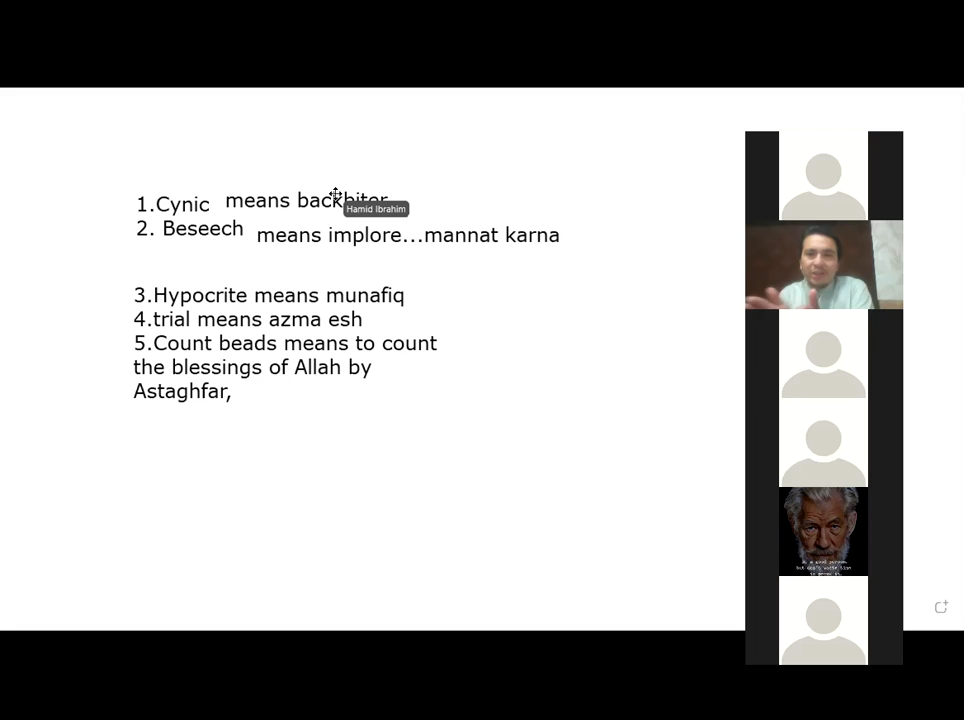 1.Cynic means backbiter
Hamid Ibrahim
2. Beseech means implore...mannat karna
3.Hypocrite means munafiq
4.trial means azma esh
5.Count beads means to count
the blessings of Allah by
Astaghfar,